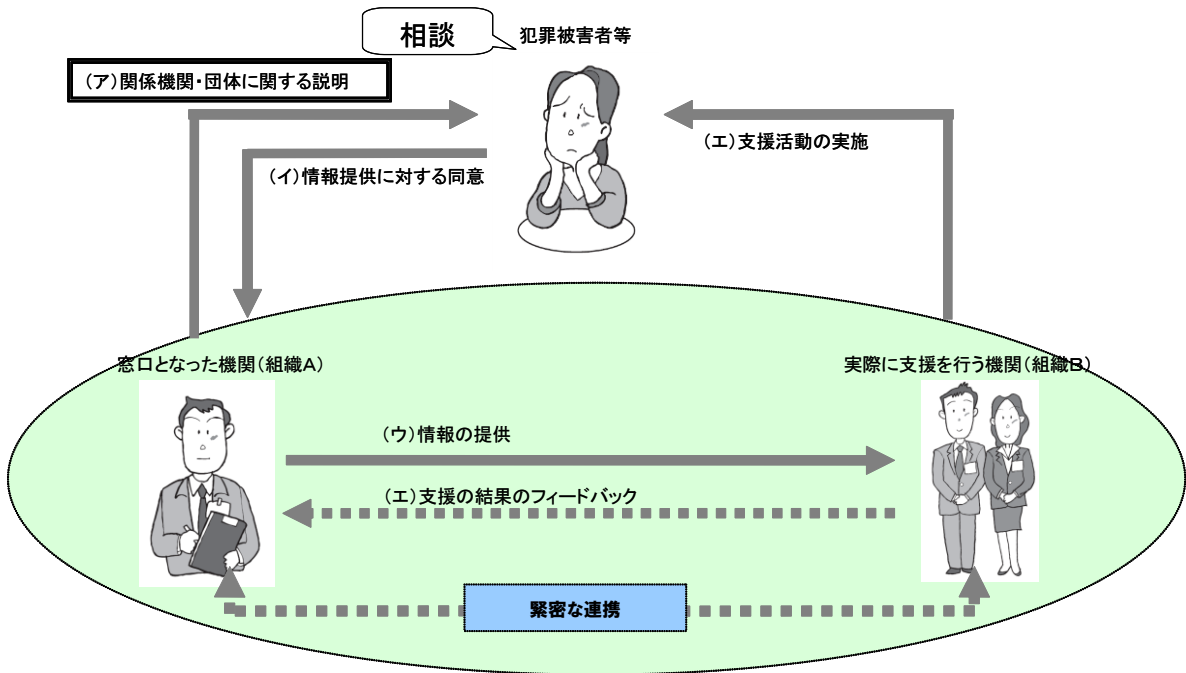 相談
犯罪被害者等
（ア）関係機関・団体に関する説明
（エ）支援活動の実施
（イ）情報提供に対する同意
窓口となった機関（組織A）
実際に支援を行う機関（組織B）
（ウ）情報の提供
（エ）支援の結果のフィードバック
緊密な連携